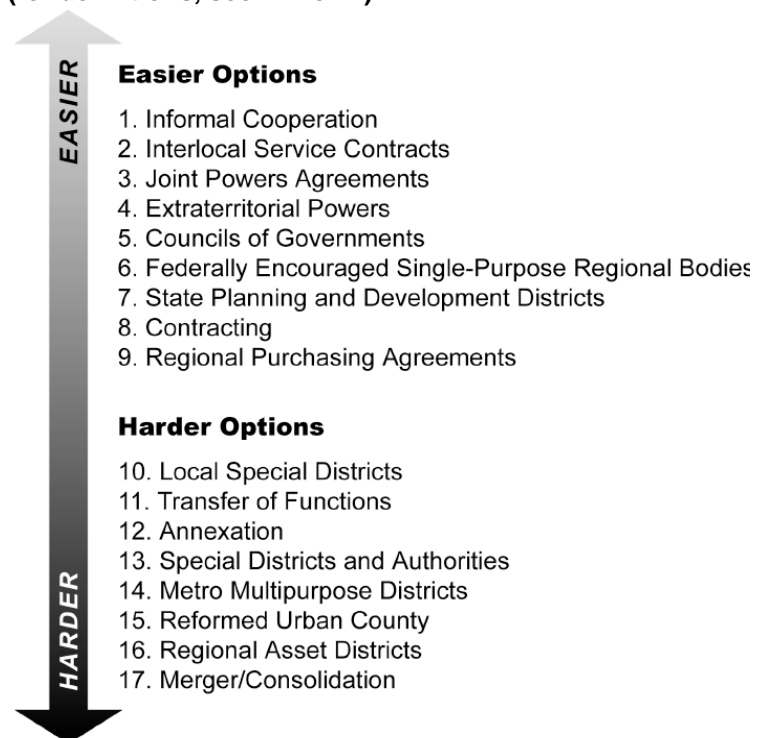 EASIER
Easier Options
1. Informal Cooperation
2. Interlocal Service Contracts
3. Joint Powers Agreements
4. Extraterritorial Powers
5. Councils of Governments
6. Federally Encouraged Single-Purpose Regional Bodies
7. State Planning and Development Districts
8. Contracting
9. Regional Purchasing Agreements
Harder Options
10. Local Special Districts
11. Transfer of Functions
12. Annexation
13. Special Districts and Authorities
14. Metro Multipurpose Districts
15. Reformed Urban County
16. Regional Asset Districts
17. Merger/Consolidation
HARDER